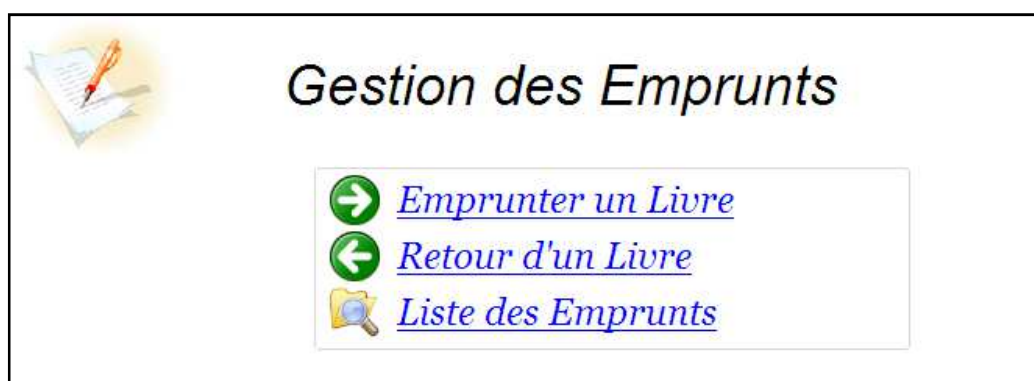 Gestion des Emprunts
Emprunter un Livre
Retour d'un Livre
Liste des Emprunts